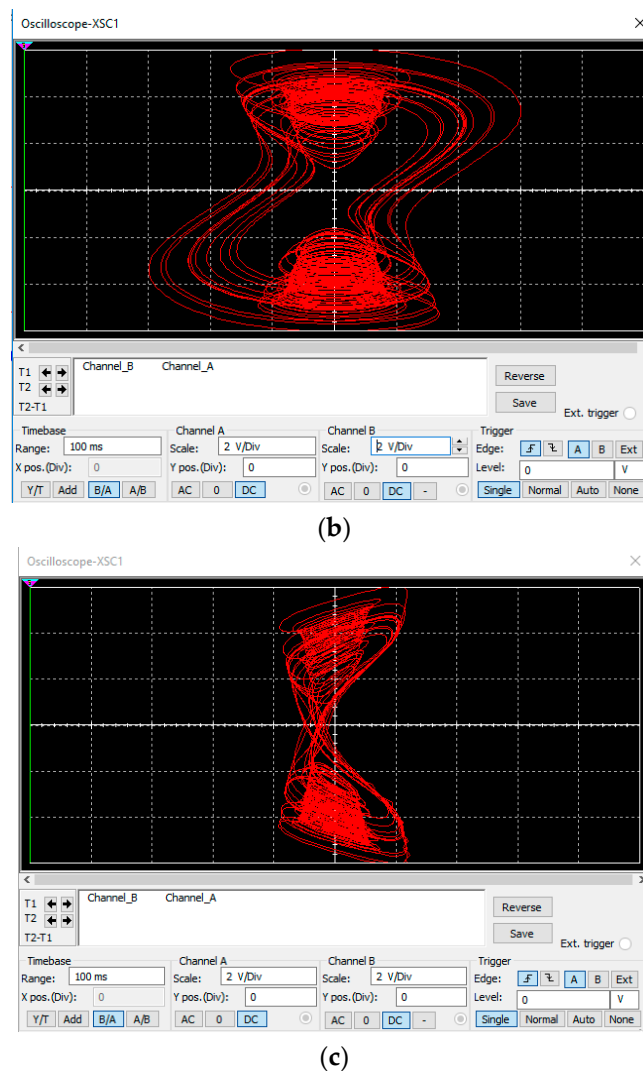 Oscilloscope-XSC1 ×
T1 Channel_B Channel_A
T2
T2-T1
Reverse
Save
Ext. trigger
Timebase Channel A Channel B Trigger
Range: 100 ms Scale: 2 V/Div Scale: 2 V/Div Edge: A B Ext
X pos.(Div): 0 Y pos.(Div): 0 Y pos.(Div): 0 Level: 0 V
Y/T Add B/A A/B AC 0 DC AC 0 DC - Single Normal Auto None
(b)
Oscilloscope-XSC1 ×
T1 Channel_B Channel_A
T2
T2-T1
Reverse
Save
Ext. trigger
Timebase Channel A Channel B Trigger
Range: 100 ms Scale: 2 V/Div Scale: 2 V/Div Edge: A B Ext
X pos.(Div): 0 Y pos.(Div): 0 Y pos.(Div): 0 Level: 0 V
Y/T Add B/A A/B AC 0 DC AC 0 DC - Single Normal Auto None
(c)